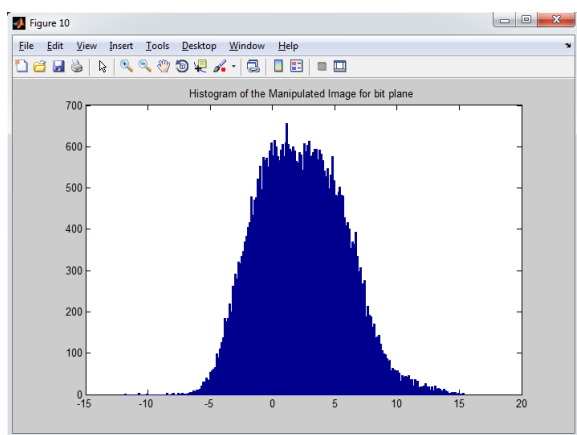 Figure 10
File Edit View Insert Tools Desktop Window Help
Histogram of the Manipulated Image for bit plane
700
600
500
400
300
200
100
0
-15 -10 -5 0 5 10 15 20